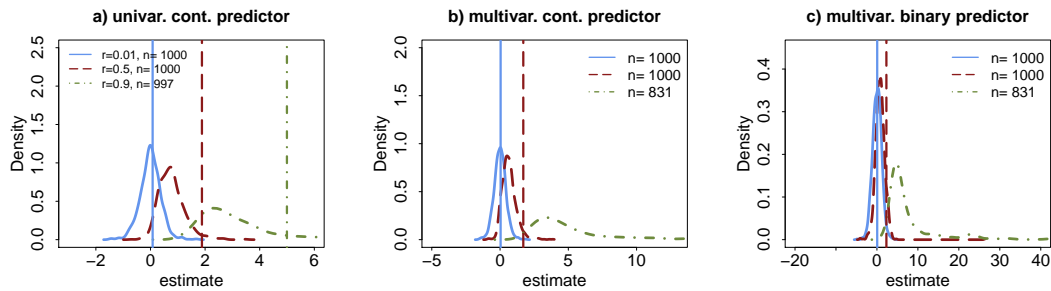 a) univar. cont. predictor
2.5
2.0
1.5
1.0
0.5
0.0
Density
r=0.01, n= 1000
r=0.5, n= 1000
r=0.9, n= 997
−2 0 2 4 6
estimate
b) multivar. cont. predictor
2.0
1.5
1.0
0.5
0.0
Density
n= 1000
n= 1000
n= 831
−5 0 5 10
estimate
c) multivar. binary predictor
0.4
0.3
0.2
0.1
0.0
Density
n= 1000
n= 1000
n= 831
−20 0 10 20 30 40
estimate